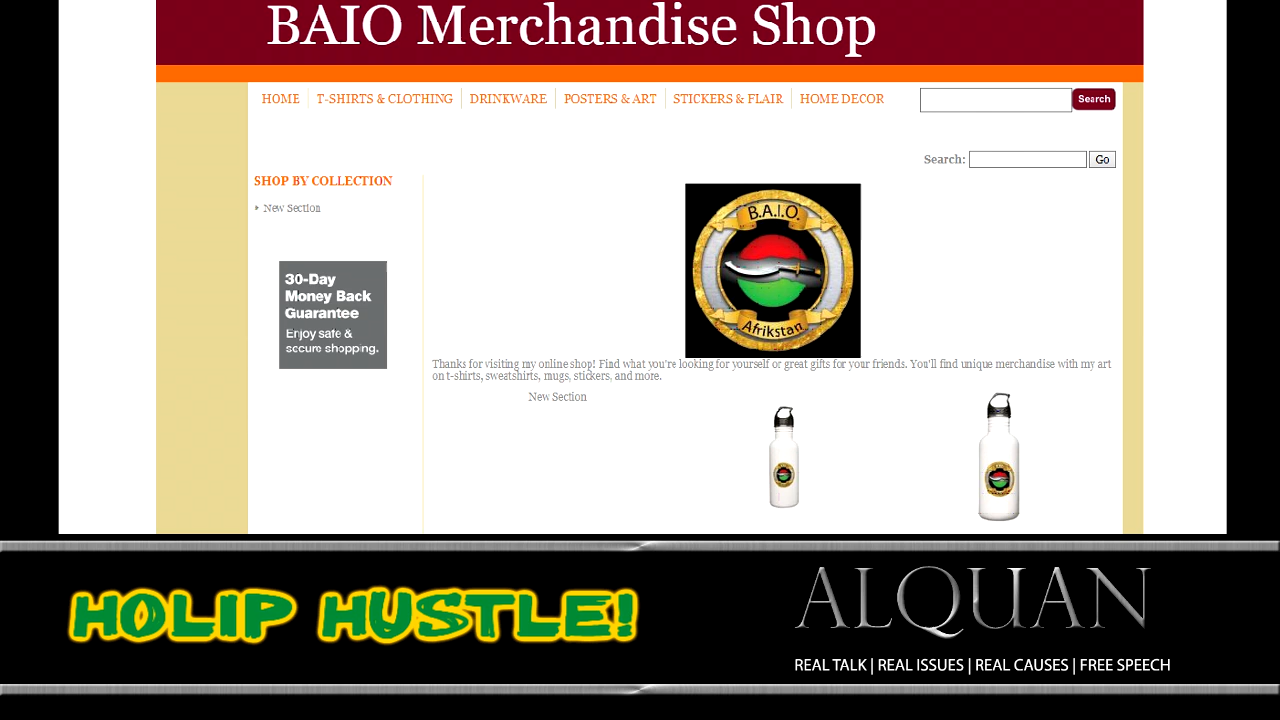 BAIO Merchandise Shop
HOME
T-SHIRTS & CLOTHING
DRINKWARE
POSTERS & ART
STICKERS & FLAIR
HOME DECOR
Search
Search:
Go
SHOP BY COLLECTION
New Section
30-Day
Money Back
Guarantee
Enjoy safe &
secure shopping.
B.A.I.O.
Afrikstan
Thanks for visiting my online shop! Find what you're looking for yourself or great gifts for your friends. You'll find unique merchandise with my art
on t-shirts, sweatshirts, mugs, stickers, and more.
New Section
HOLIP HUSTLE!
ALQUAN
REAL TALK | REAL ISSUES | REAL CAUSES | FREE SPEECH